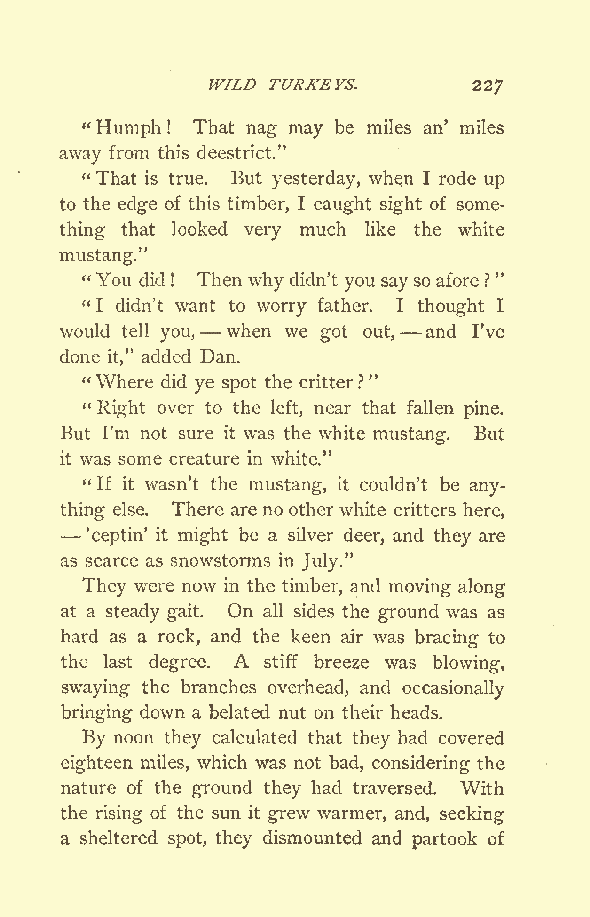 WILD TURKEYS. 227
"Humph! That nag may be miles an' miles
away from this deestrict."
"That is true. But yesterday, when I rode up
to the edge of this timber, I caught sight of some-
thing that looked very much like the white
mustang."
"You did! Then why didn't you say so afore?"
"I didn't want to worry father. I thought I
would tell you, — when we got out, — and I've
done it," added Dan.
"Where did ye spot the critter?"
"Right over to the left, near that fallen pine.
But I'm not sure it was the white mustang. But
it was some creature in white."
"If it wasn't the mustang, it couldn't be any-
thing else. There are no other white critters here,
— 'ceptin' it might be a silver deer, and they are
as scarce as snowstorms in July."
They were now in the timber, and moving along
at a steady gait. On all sides the ground was as
hard as a rock, and the keen air was bracing to
the last degree. A stiff breeze was blowing,
swaying the branches overhead, and occasionally
bringing down a belated nut on their heads.
By noon they calculated that they had covered
eighteen miles, which was not bad, considering the
nature of the ground they had traversed. With
the rising of the sun it grew warmer, and, seeking
a sheltered spot, they dismounted and partook of